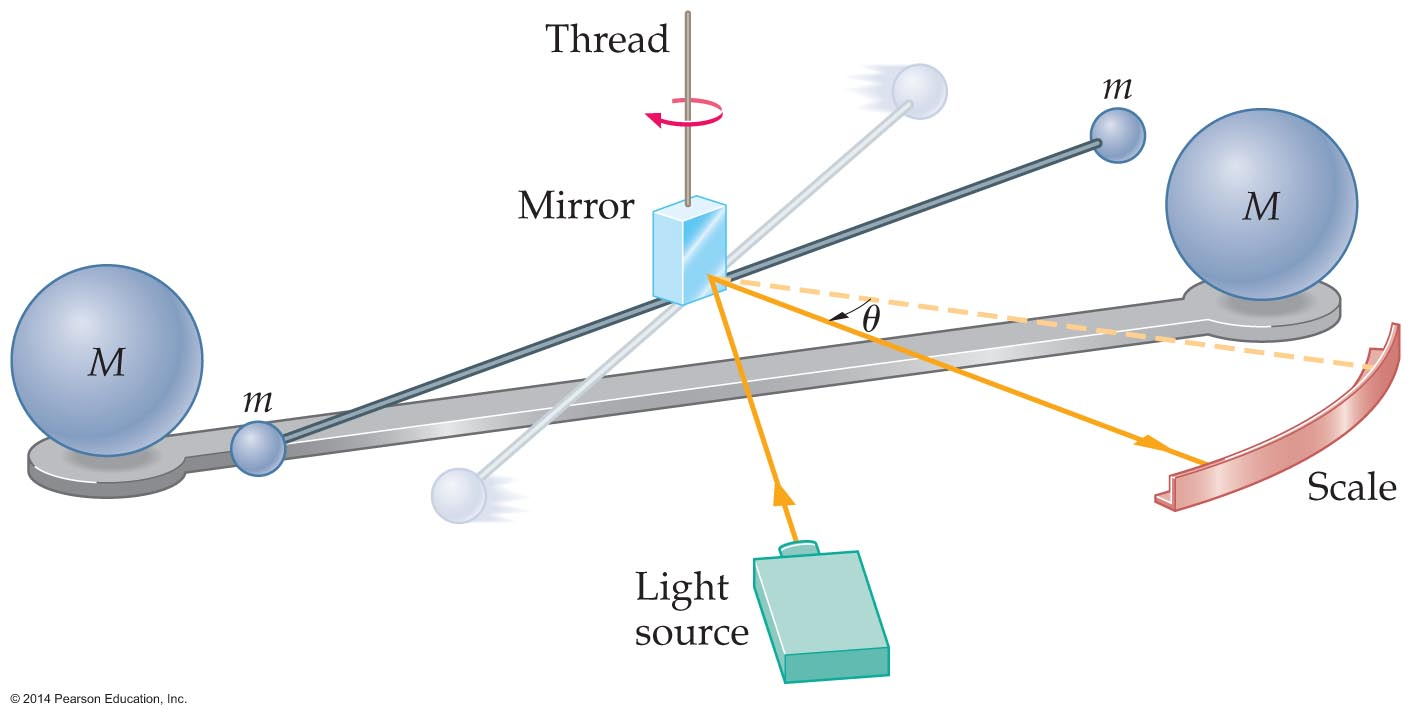 Thread
m
Mirror
M
M
θ
m
Scale
Light
source
© 2014 Pearson Education, Inc.